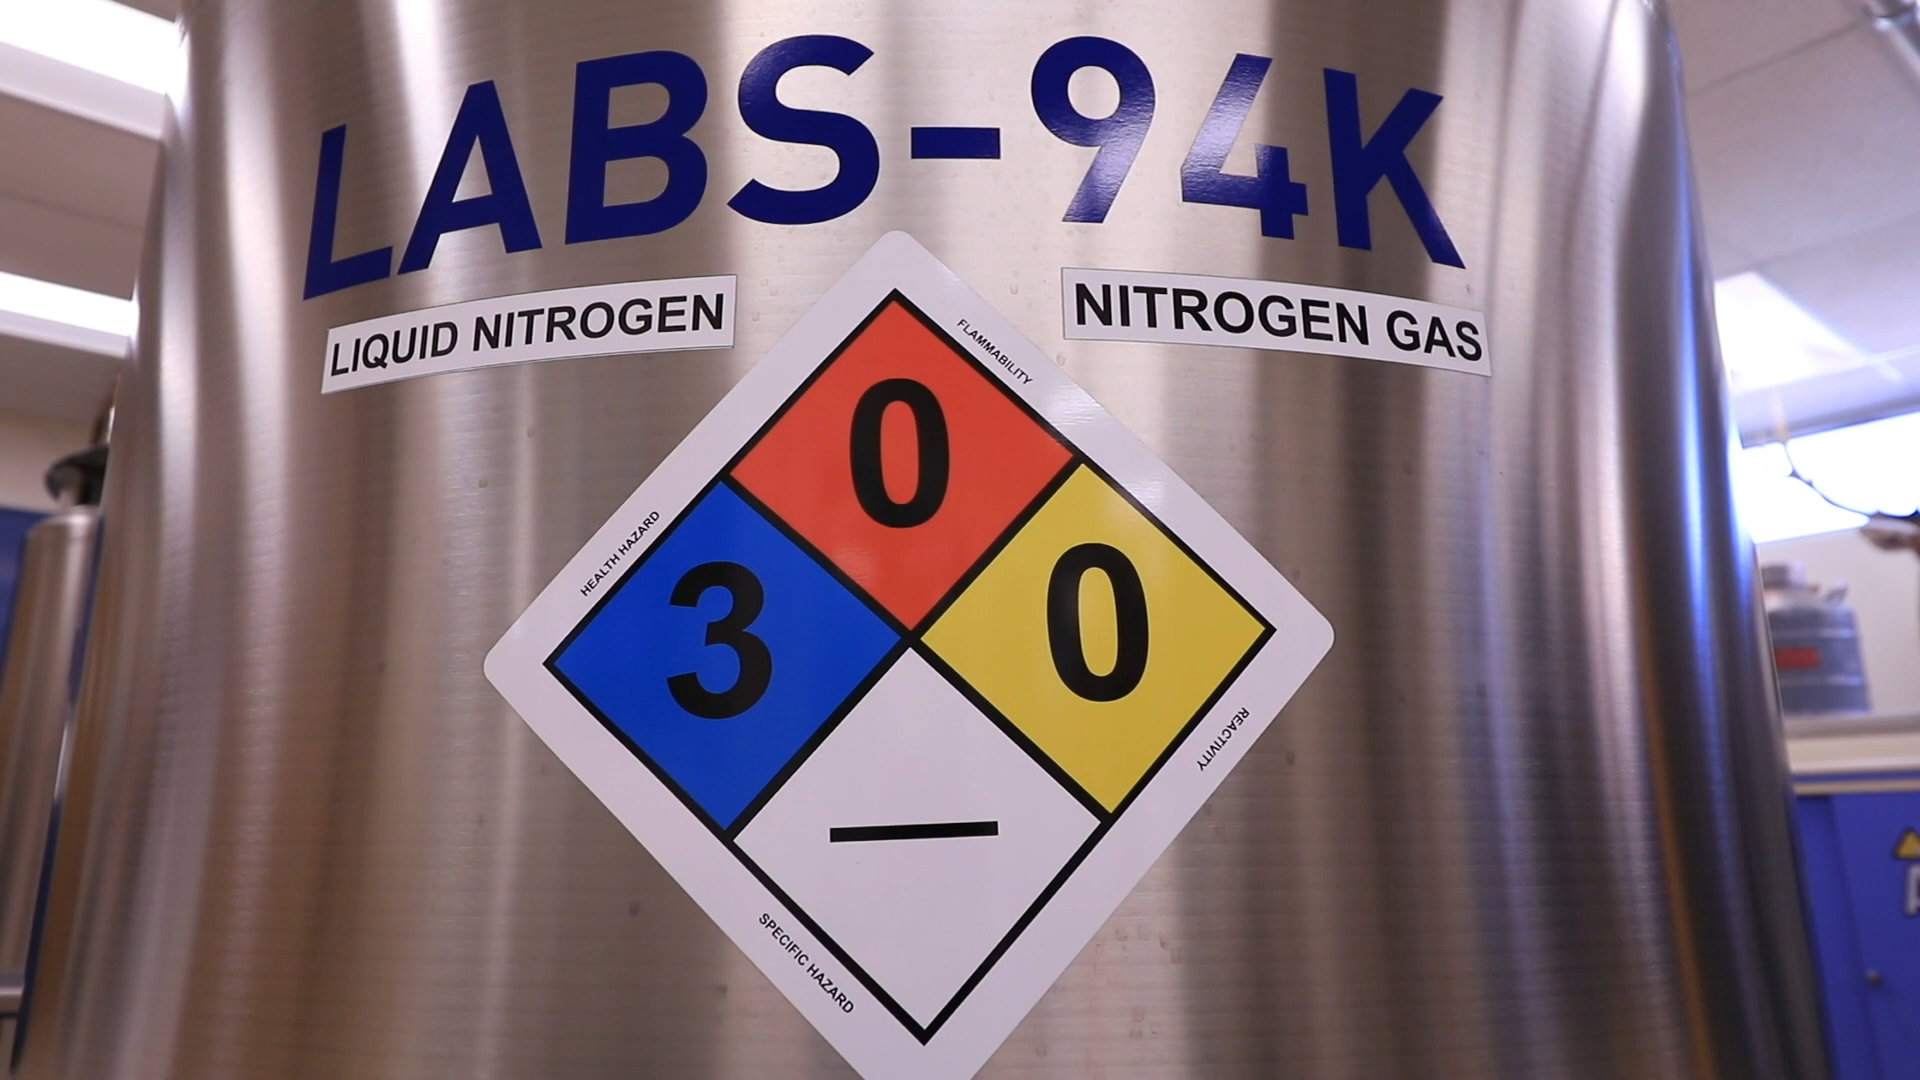 LABS-94K
LIQUID NITROGEN
NITROGEN GAS
FLAMMABILITY
0
HEALTH HAZARD
3
0
REACTIVITY
—
SPECIFIC HAZARD